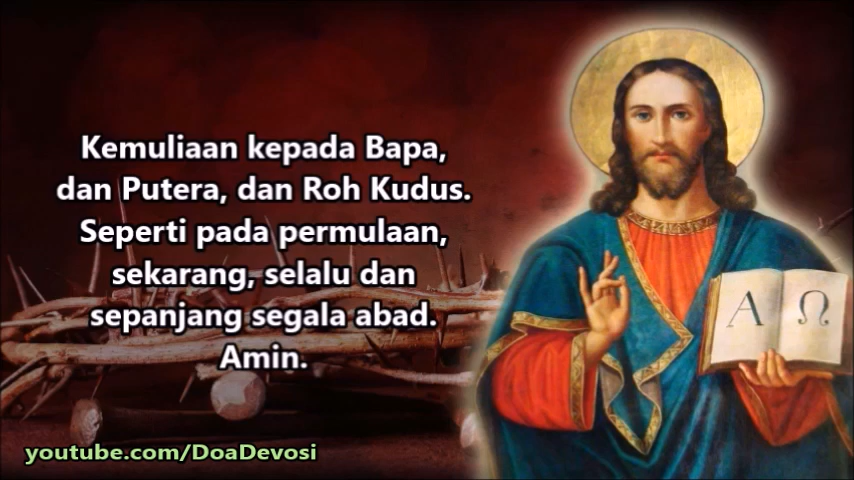 Kemuliaan kepada Bapa,
dan Putera, dan Roh Kudus.
Seperti pada permulaan,
sekarang, selalu dan
sepanjang segala abad.
Amin.
Α Ω
youtube.com/DoaDevosi